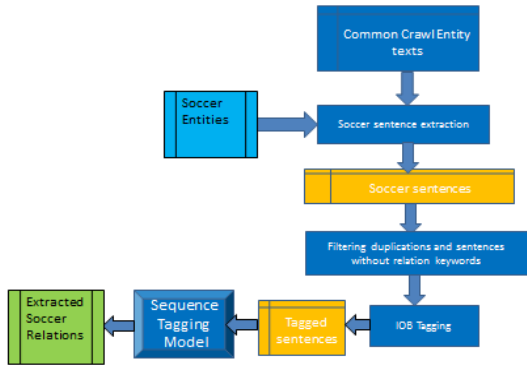 Common Crawl Entity
texts
Soccer
Entities
Soccer sentence extraction
Soccer sentences
Filtering duplications and sentences
without relation keywords
IOB Tagging
Tagged
sentences
Sequence
Tagging
Model
Extracted
Soccer
Relations